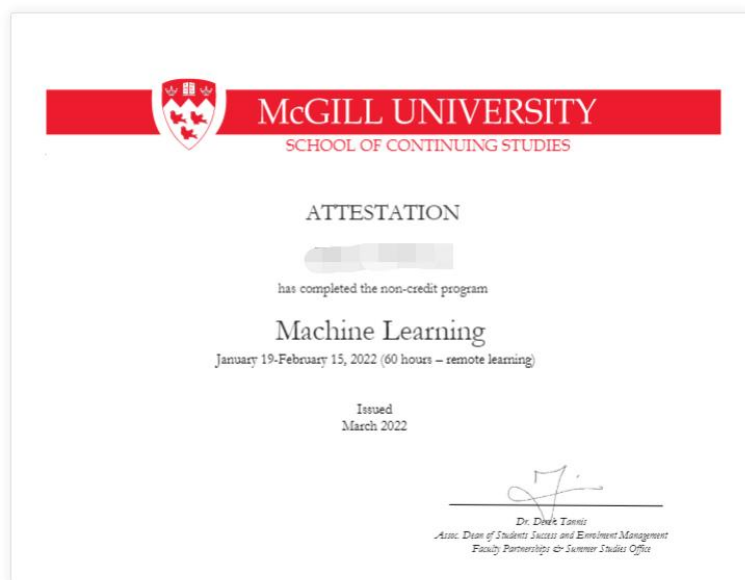 McGILL UNIVERSITY
SCHOOL OF CONTINUING STUDIES
ATTESTATION
has completed the non-credit program
Machine Learning
January 19-February 15, 2022 (60 hours – remote learning)
Issued
March 2022
Dr. Derek Tannis
Assoc. Dean of Students Success and Enrolment Management
Faculty Partnerships & Summer Studies Office